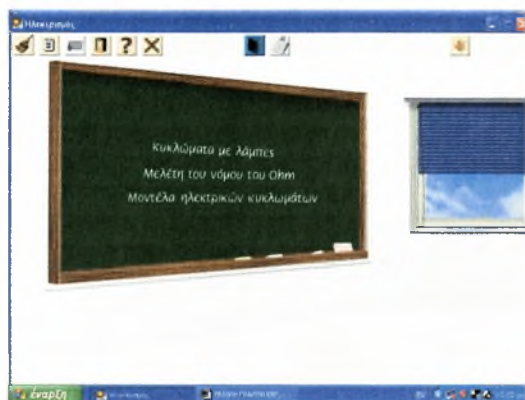 Ηλεκτρισμός
Κυκλώματα με λάμπες
Μελέτη του νόμου του Ohm
Μοντέλα ηλεκτρικών κυκλωμάτων
έναρξη